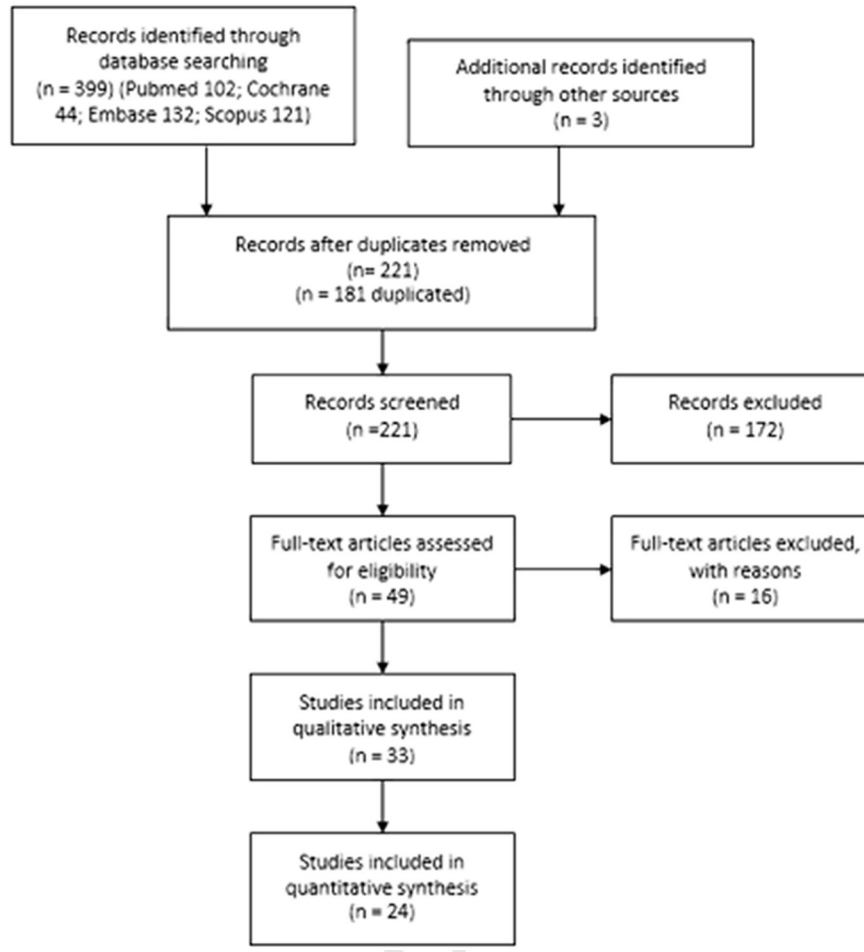 Records identified through
database searching
(n = 399) (Pubmed 102; Cochrane
44; Embase 132; Scopus 121)
Additional records identified
through other sources
(n = 3)
Records after duplicates removed
(n= 221)
(n = 181 duplicated)
Records screened
(n =221)
Records excluded
(n = 172)
Full-text articles assessed
for eligibility
(n = 49)
Full-text articles excluded,
with reasons
(n = 16)
Studies included in
qualitative synthesis
(n = 33)
Studies included in
quantitative synthesis
(n = 24)